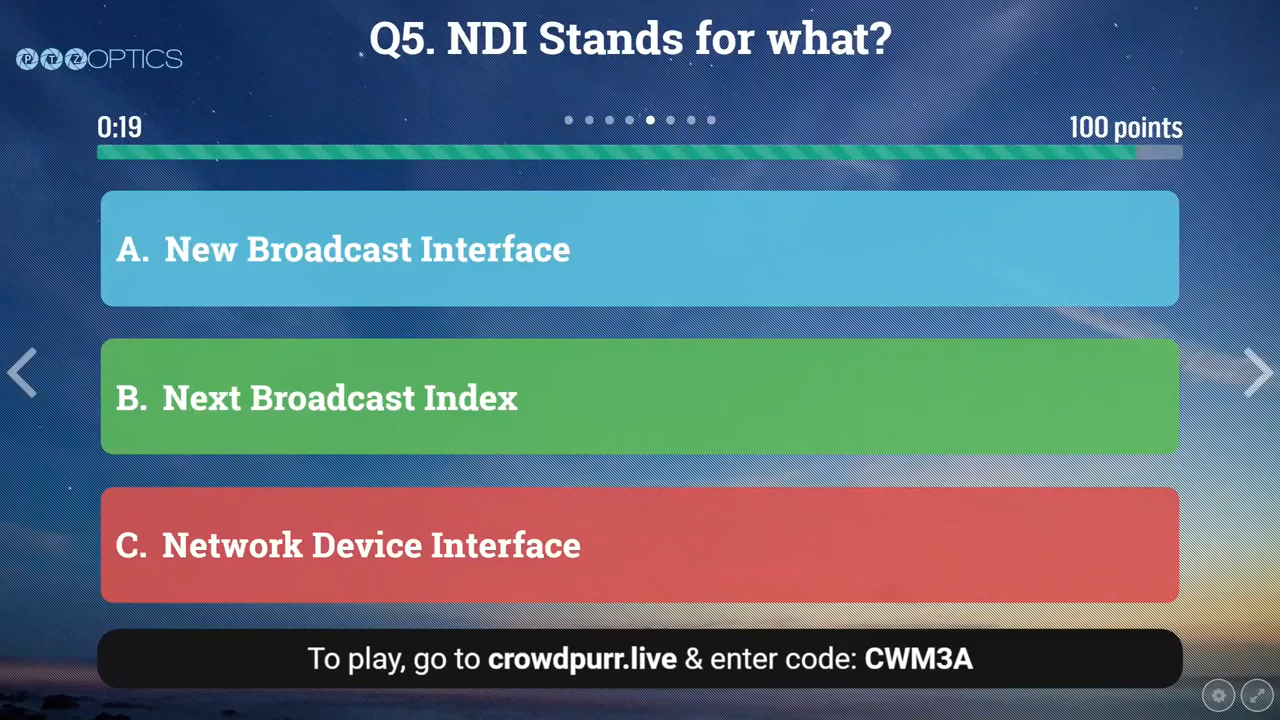 Q5. NDI Stands for what?
PTZOPTICS
0:19
100 points
A. New Broadcast Interface
B. Next Broadcast Index
C. Network Device Interface
To play, go to crowdpurr.live & enter code: CWM3A